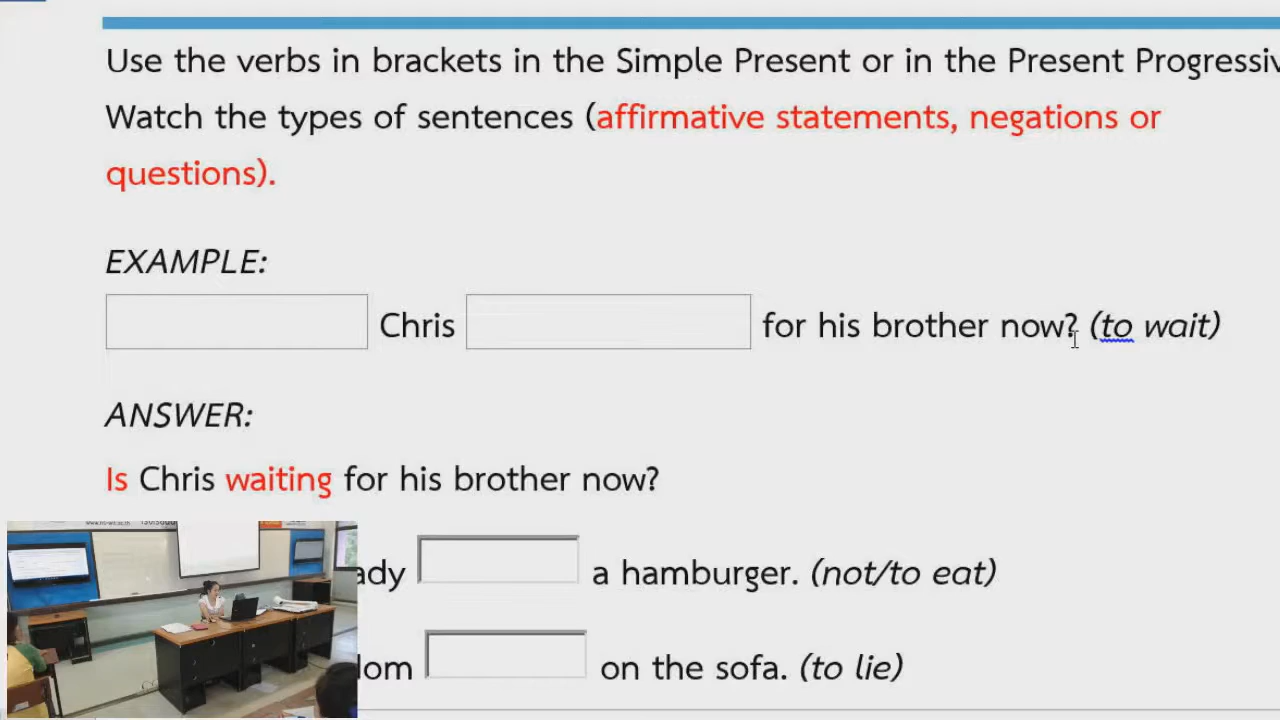 Use the verbs in brackets in the Simple Present or in the Present Progressiv
Watch the types of sentences (affirmative statements, negations or
questions).
EXAMPLE:
Chris for his brother now? (to wait)
ANSWER:
Is Chris waiting for his brother now?
ady a hamburger. (not/to eat)
dom on the sofa. (to lie)